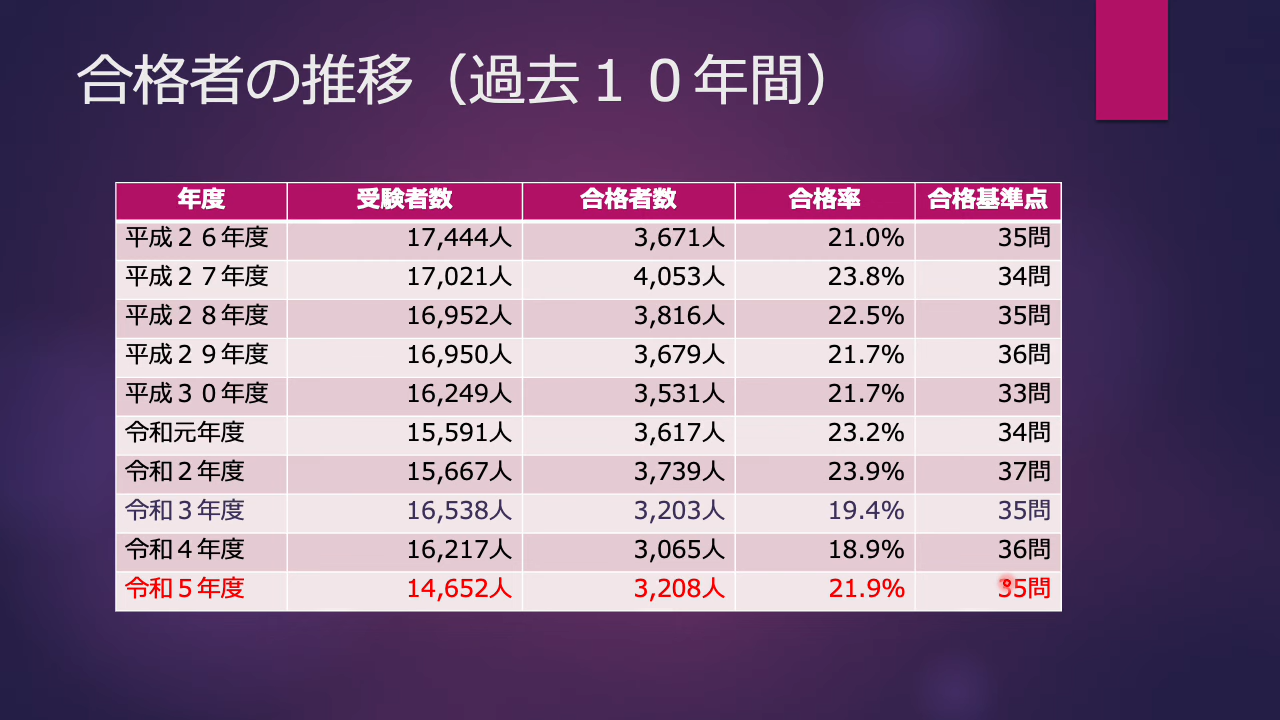 合格者の推移（過去１０年間）
年度 受験者数 合格者数 合格率 合格基準点
平成２６年度 17,444人 3,671人 21.0% 35問
平成２７年度 17,021人 4,053人 23.8% 34問
平成２８年度 16,952人 3,816人 22.5% 35問
平成２９年度 16,950人 3,679人 21.7% 36問
平成３０年度 16,249人 3,531人 21.7% 33問
令和元年度 15,591人 3,617人 23.2% 34問
令和２年度 15,667人 3,739人 23.9% 37問
令和３年度 16,538人 3,203人 19.4% 35問
令和４年度 16,217人 3,065人 18.9% 36問
令和５年度 14,652人 3,208人 21.9% 35問